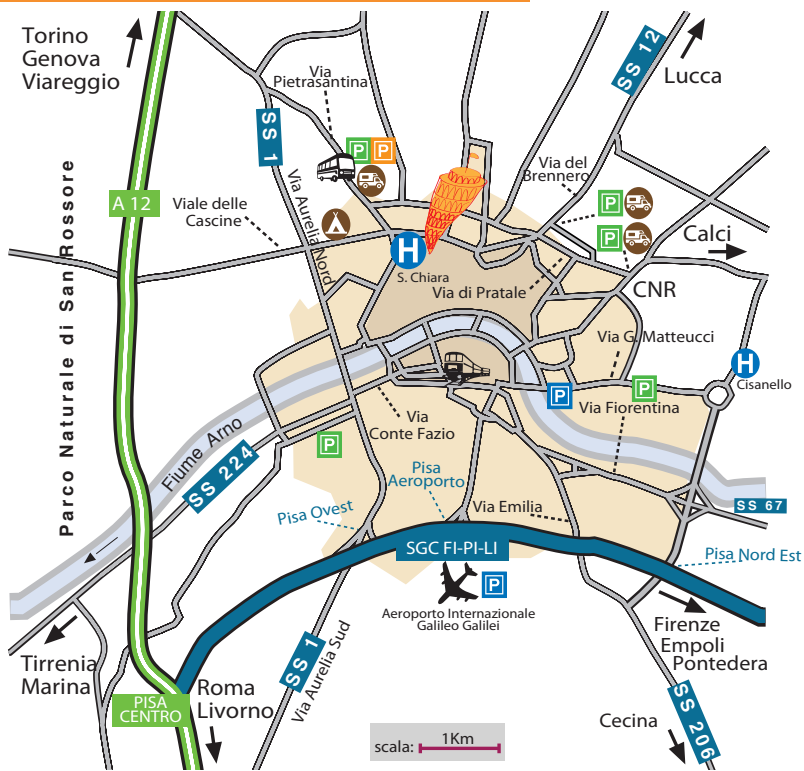 Torino
Genova
Viareggio
Via
Pietrasantina
SS 12
Lucca
SS 1
P
P
Via del
Brennero
Parco Naturale di San Rossore
A 12
Viale delle
Cascine
Via Aurelia Nord
P
P
Calci
H
S. Chiara
Via di Pratale
CNR
Via G. Matteucci
H
Cisanello
P
P
Via Fiorentina
Via
Conte Fazio
P
Fiume Arno
SS 224
Pisa
Aeroporto
Pisa Ovest
Via Emilia
SS 67
SGC FI-PI-LI
Pisa Nord Est
P
Aeroporto Internazionale
Galileo Galilei
Firenze
Empoli
Pontedera
Tirrenia
Marina
SS 1
Via Aurelia Sud
PISA
CENTRO
Roma
Livorno
SS 206
Cecina
scala:
1Km